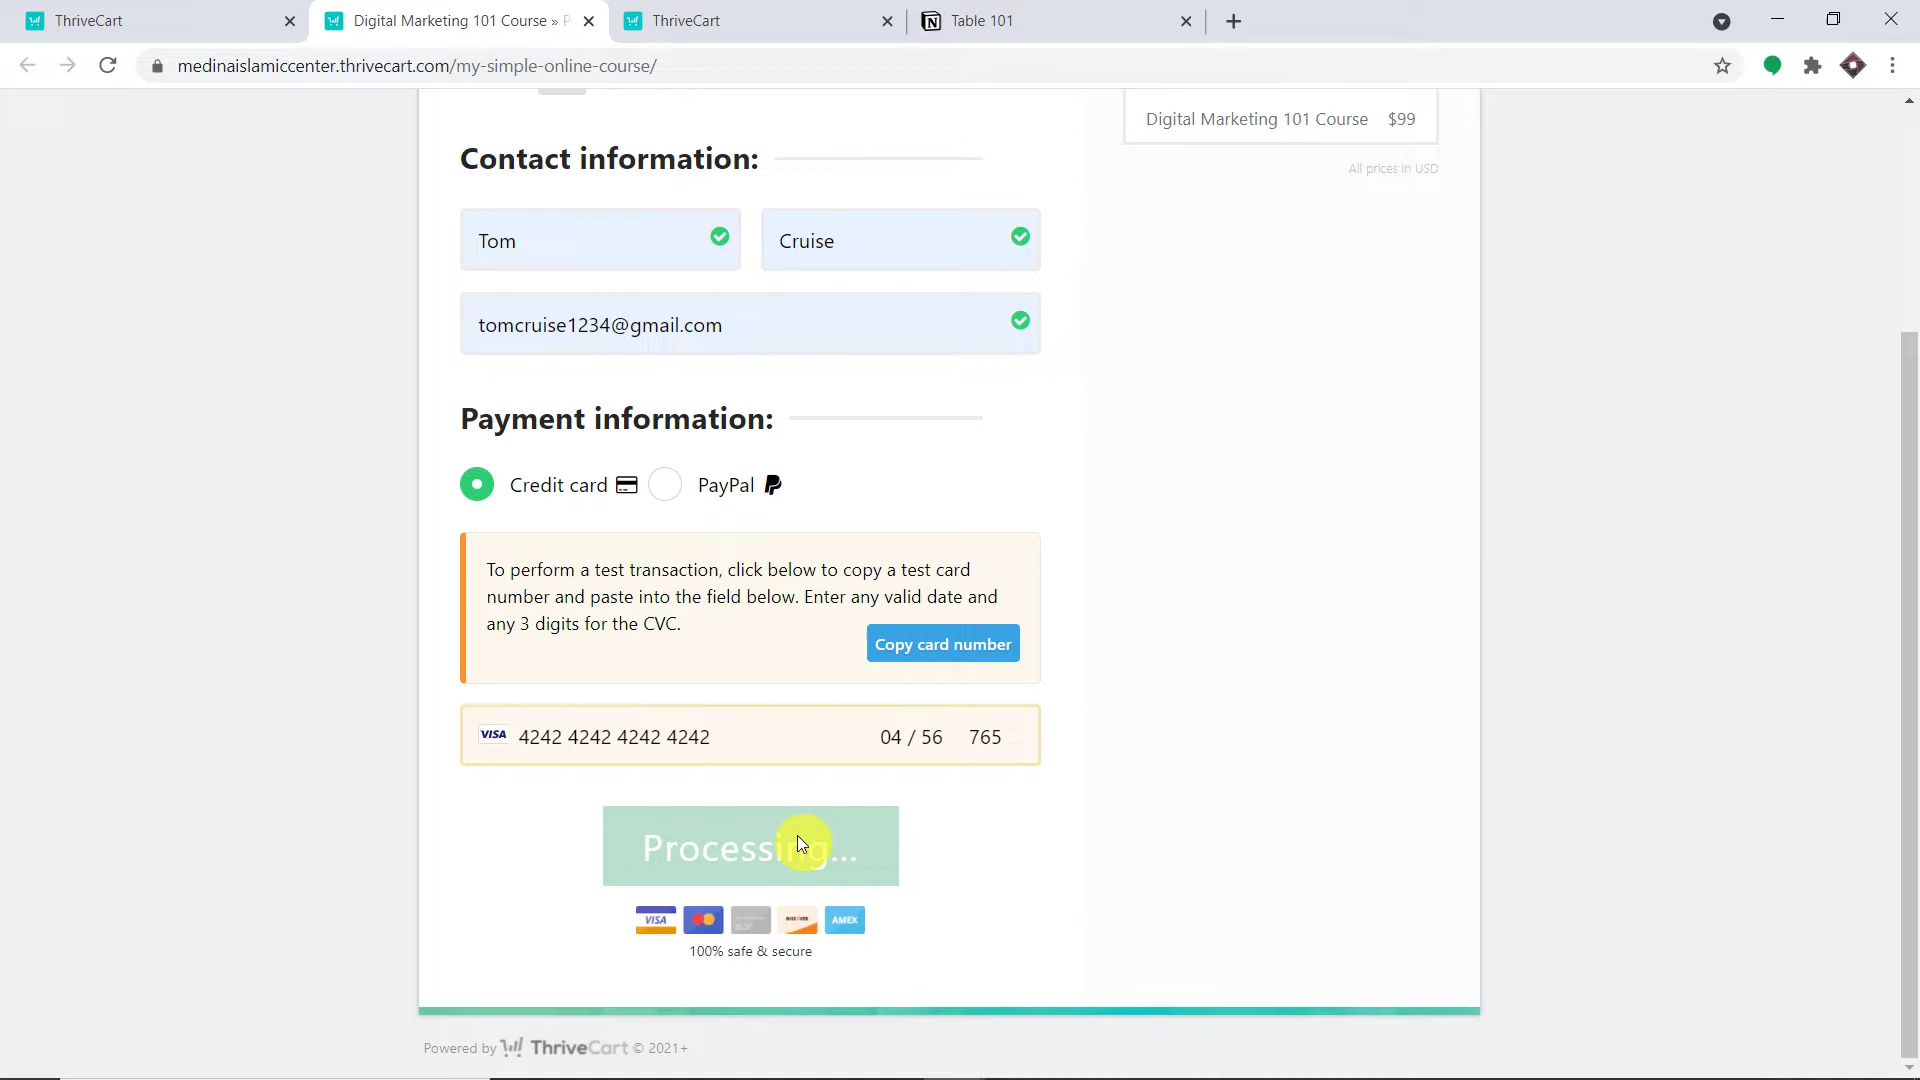 ThriveCart
Digital Marketing 101 Course » P
ThriveCart
Table 101
medinaislamiccenter.thrivecart.com/my-simple-online-course/
Digital Marketing 101 Course $99
All prices in USD
Contact information:
Tom
Cruise
tomcruise1234@gmail.com
Payment information:
Credit card
PayPal
To perform a test transaction, click below to copy a test card
number and paste into the field below. Enter any valid date and
any 3 digits for the CVC.
Copy card number
VISA 4242 4242 4242 4242 04 / 56 765
Processing...
VISA DISCOVER AMEX
100% safe & secure
Powered by ThriveCart © 2021+